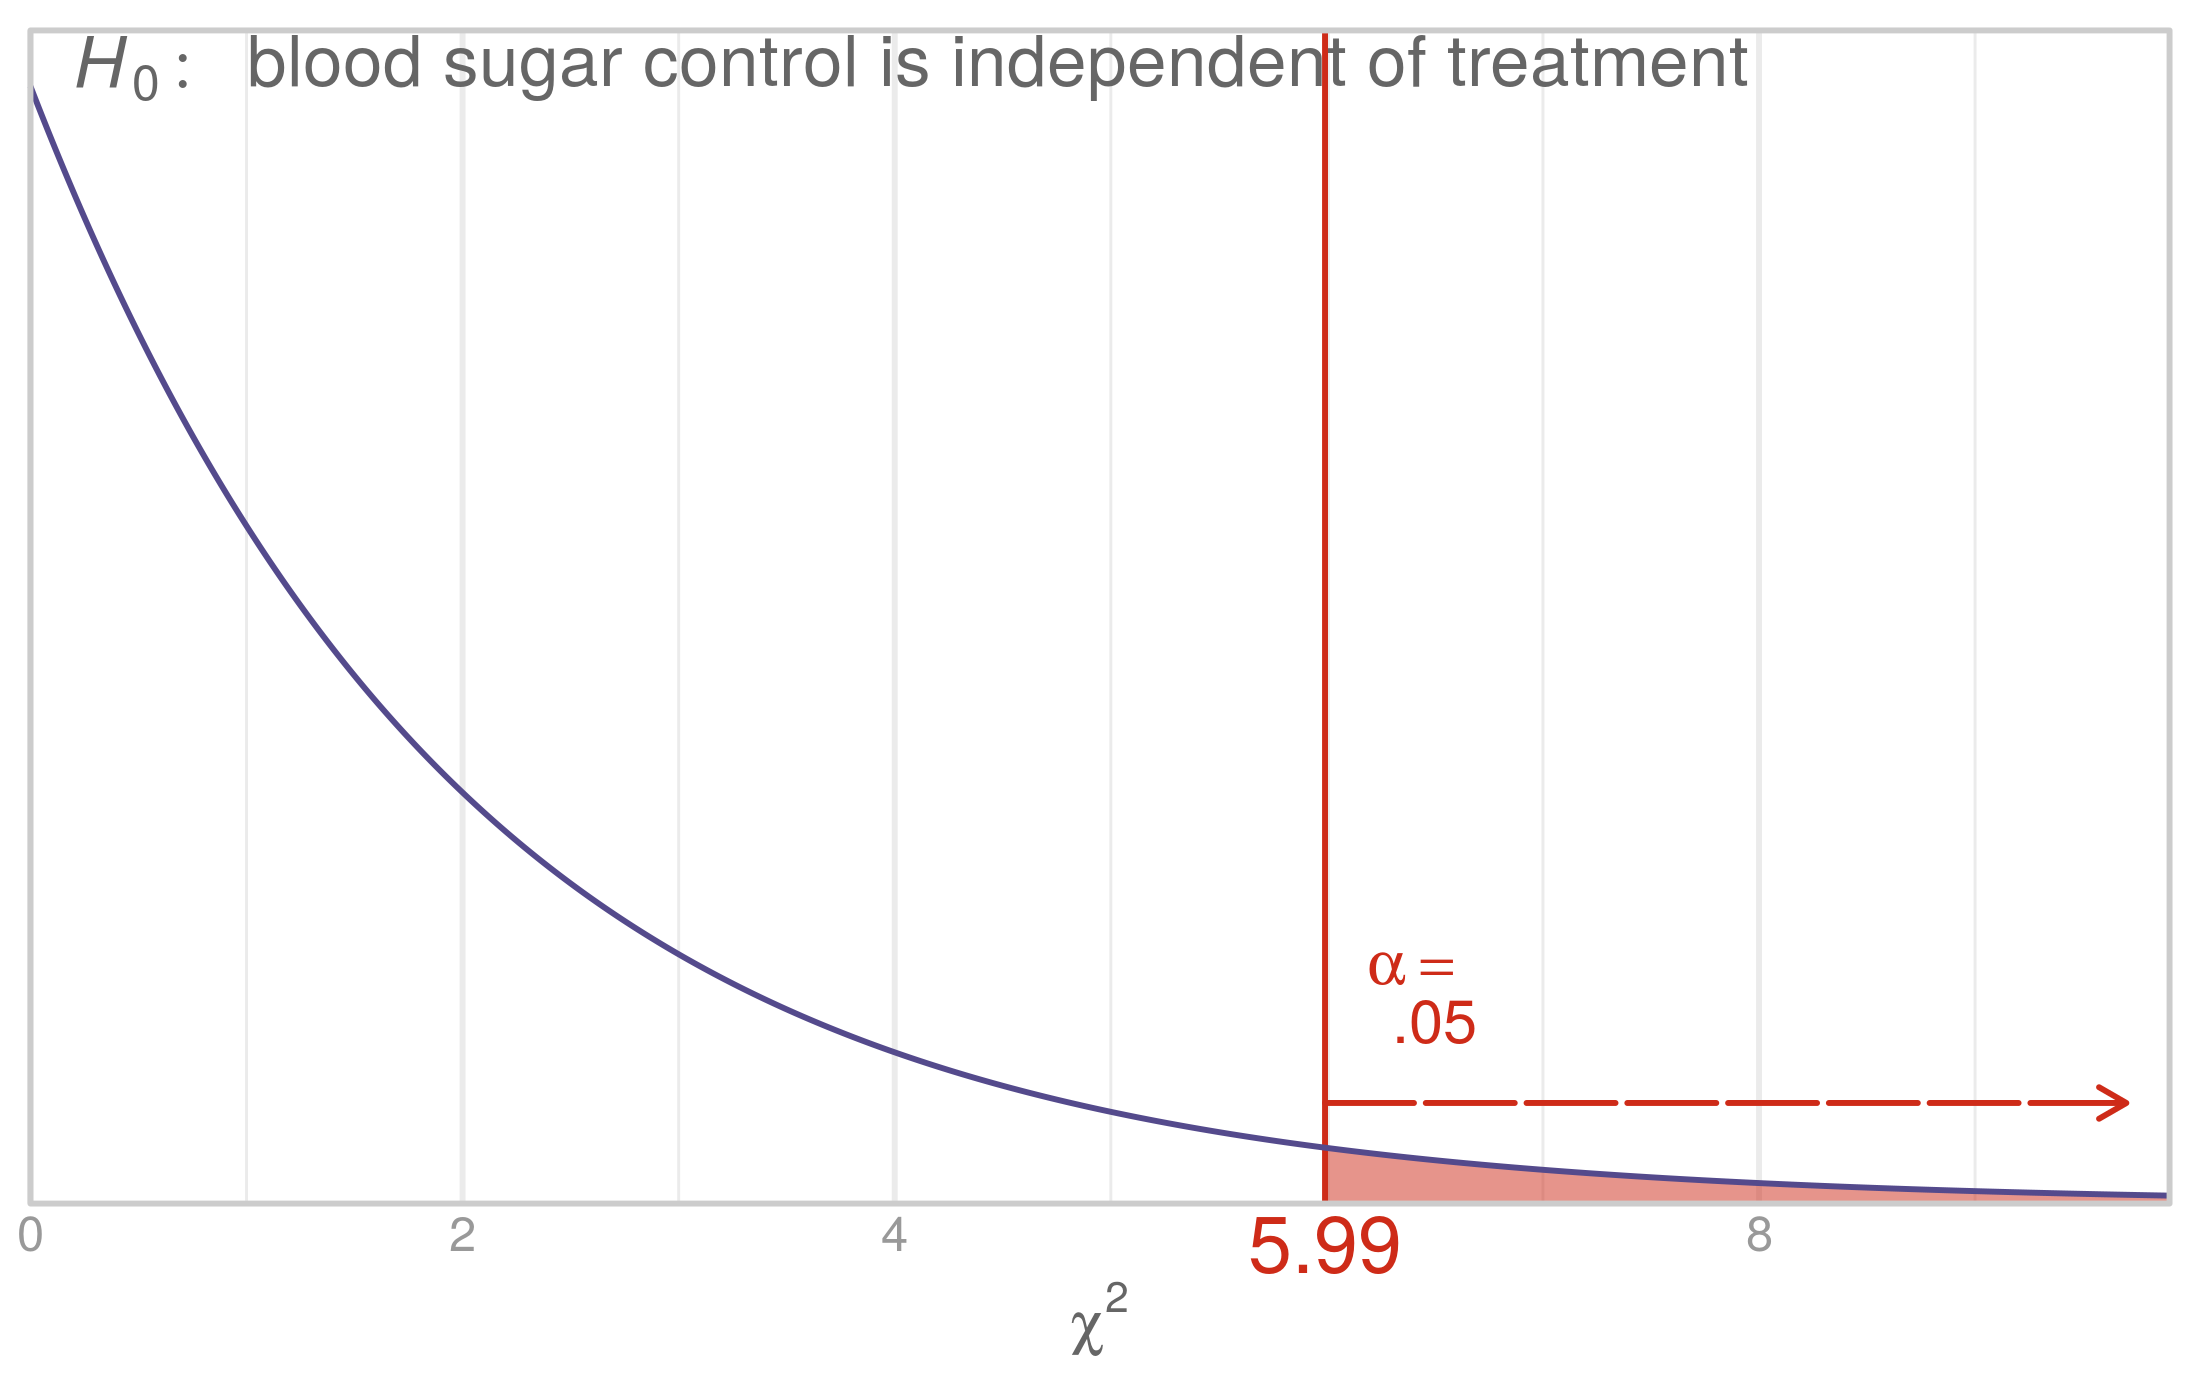 H₀ : blood sugar control is independent of treatment
α =
.05
0 2 4 5.99 8
χ²